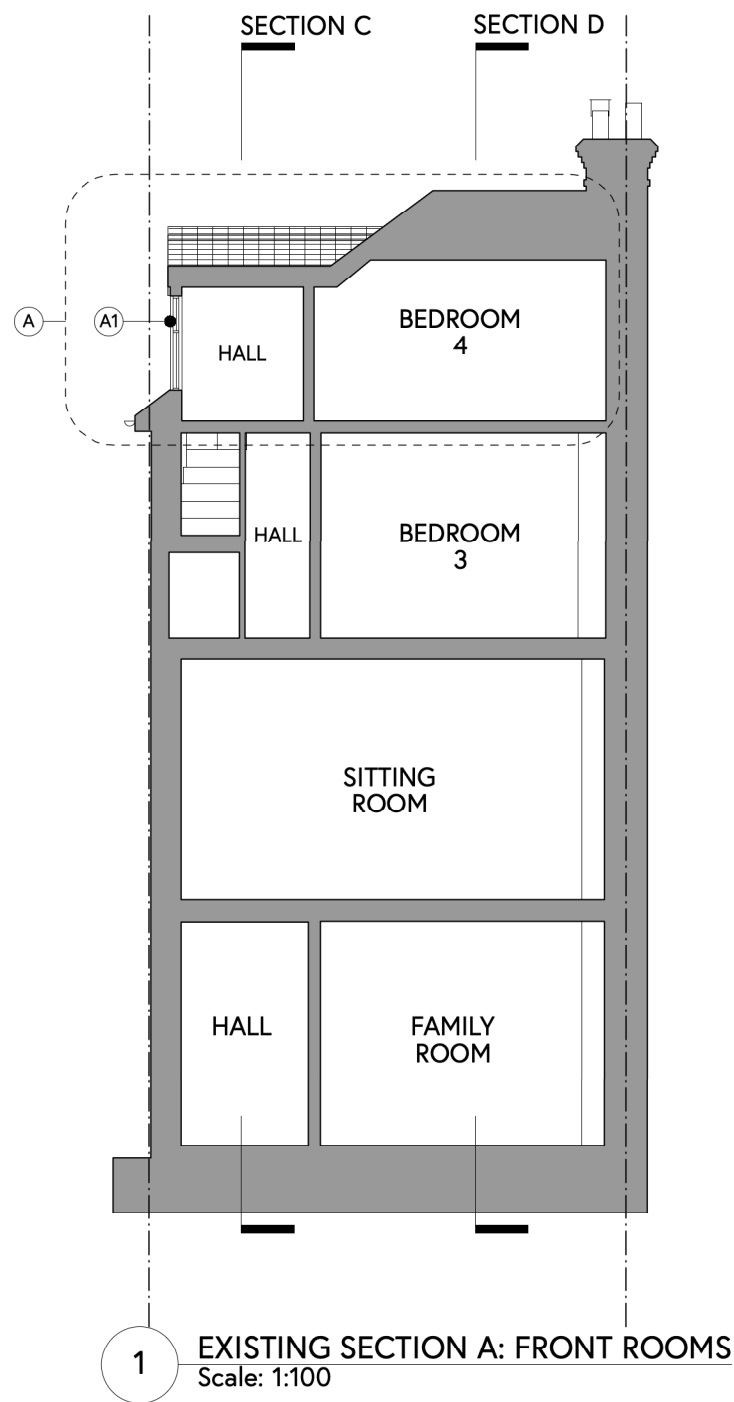 SECTION C
SECTION D
A
A1
HALL
BEDROOM
4
HALL
BEDROOM
3
SITTING
ROOM
HALL
FAMILY
ROOM
1
EXISTING SECTION A: FRONT ROOMS
Scale: 1:100